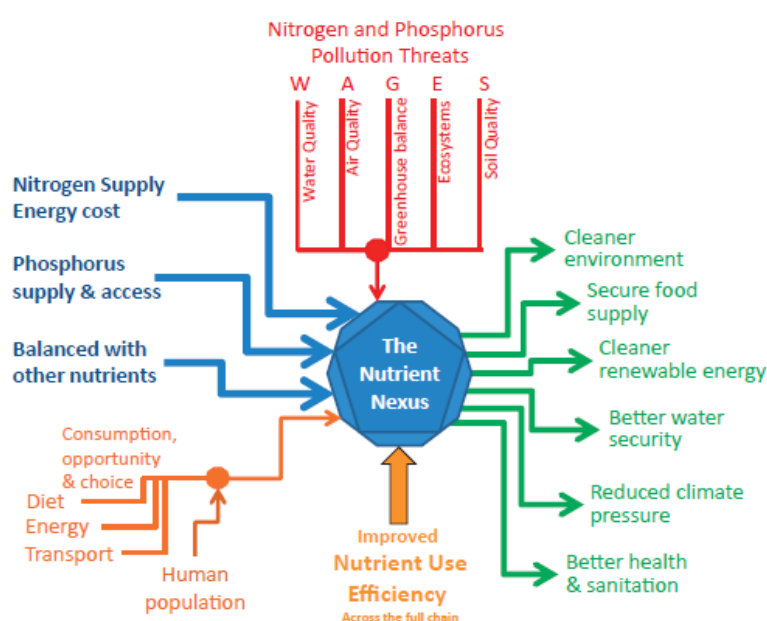 Nitrogen and Phosphorus
Pollution Threats
W A G E S
Water Quality
Air Quality
Greenhouse balance
Ecosystems
Soil Quality
Nitrogen Supply
Energy cost
Phosphorus
supply & access
Balanced with
other nutrients
Consumption,
opportunity
& choice
Diet
Energy
Transport
Human
population
The
Nutrient
Nexus
Improved
Nutrient Use
Efficiency
Across the full chain
Cleaner
environment
Secure food
supply
Cleaner
renewable energy
Better water
security
Reduced climate
pressure
Better health
& sanitation